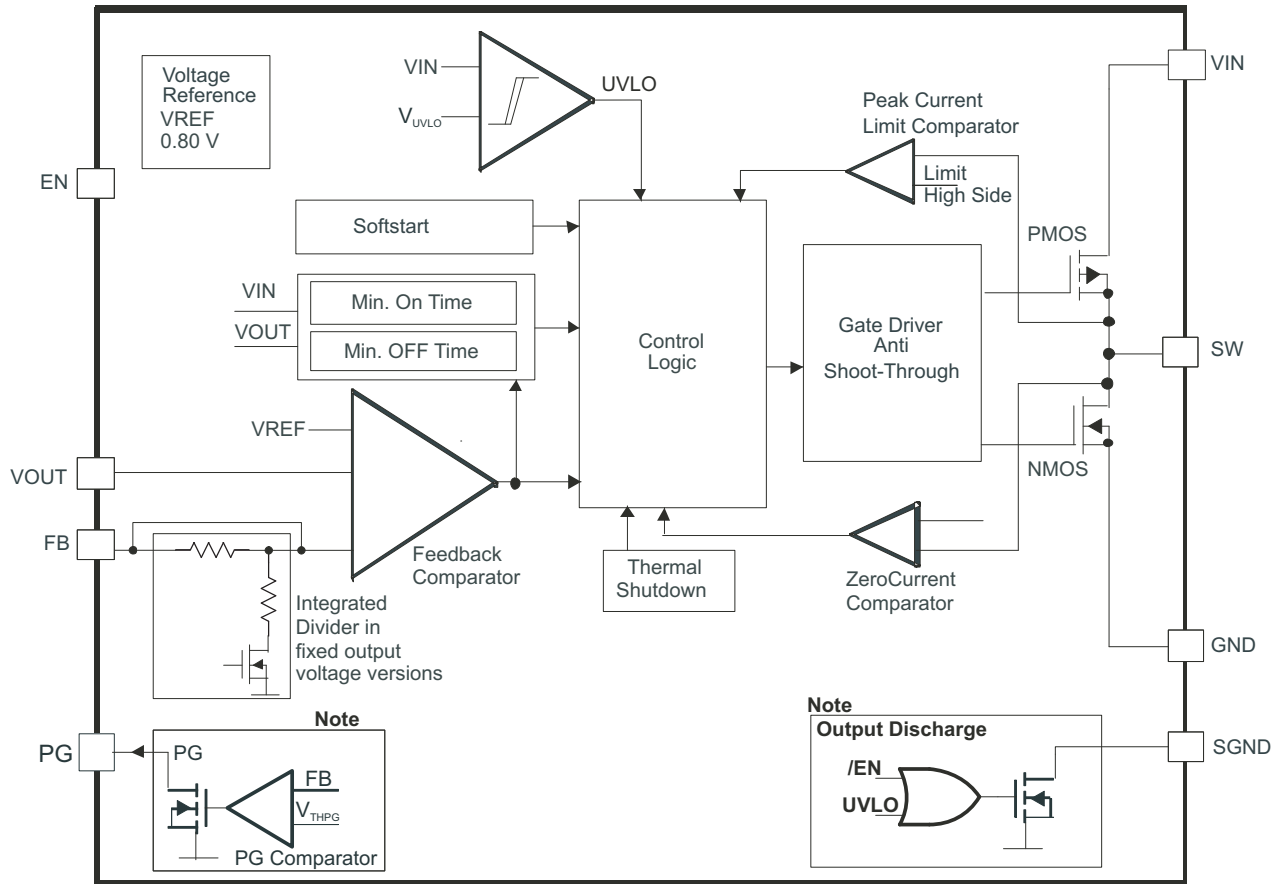 Voltage
Reference
VREF
0.80 V
VIN
VUVLO
UVLO
Peak Current
Limit Comparator
Limit
High Side
VIN
EN
Softstart
PMOS
VIN
VOUT
Min. On Time
Min. OFF Time
Control
Logic
Gate Driver
Anti
Shoot-Through
SW
VREF
VOUT
NMOS
FB
Feedback
Comparator
Thermal
Shutdown
ZeroCurrent
Comparator
Integrated
Divider in
fixed output
voltage versions
GND
Note
PG
PG
FB
VTHPG
PG Comparator
Note
Output Discharge
/EN
UVLO
SGND